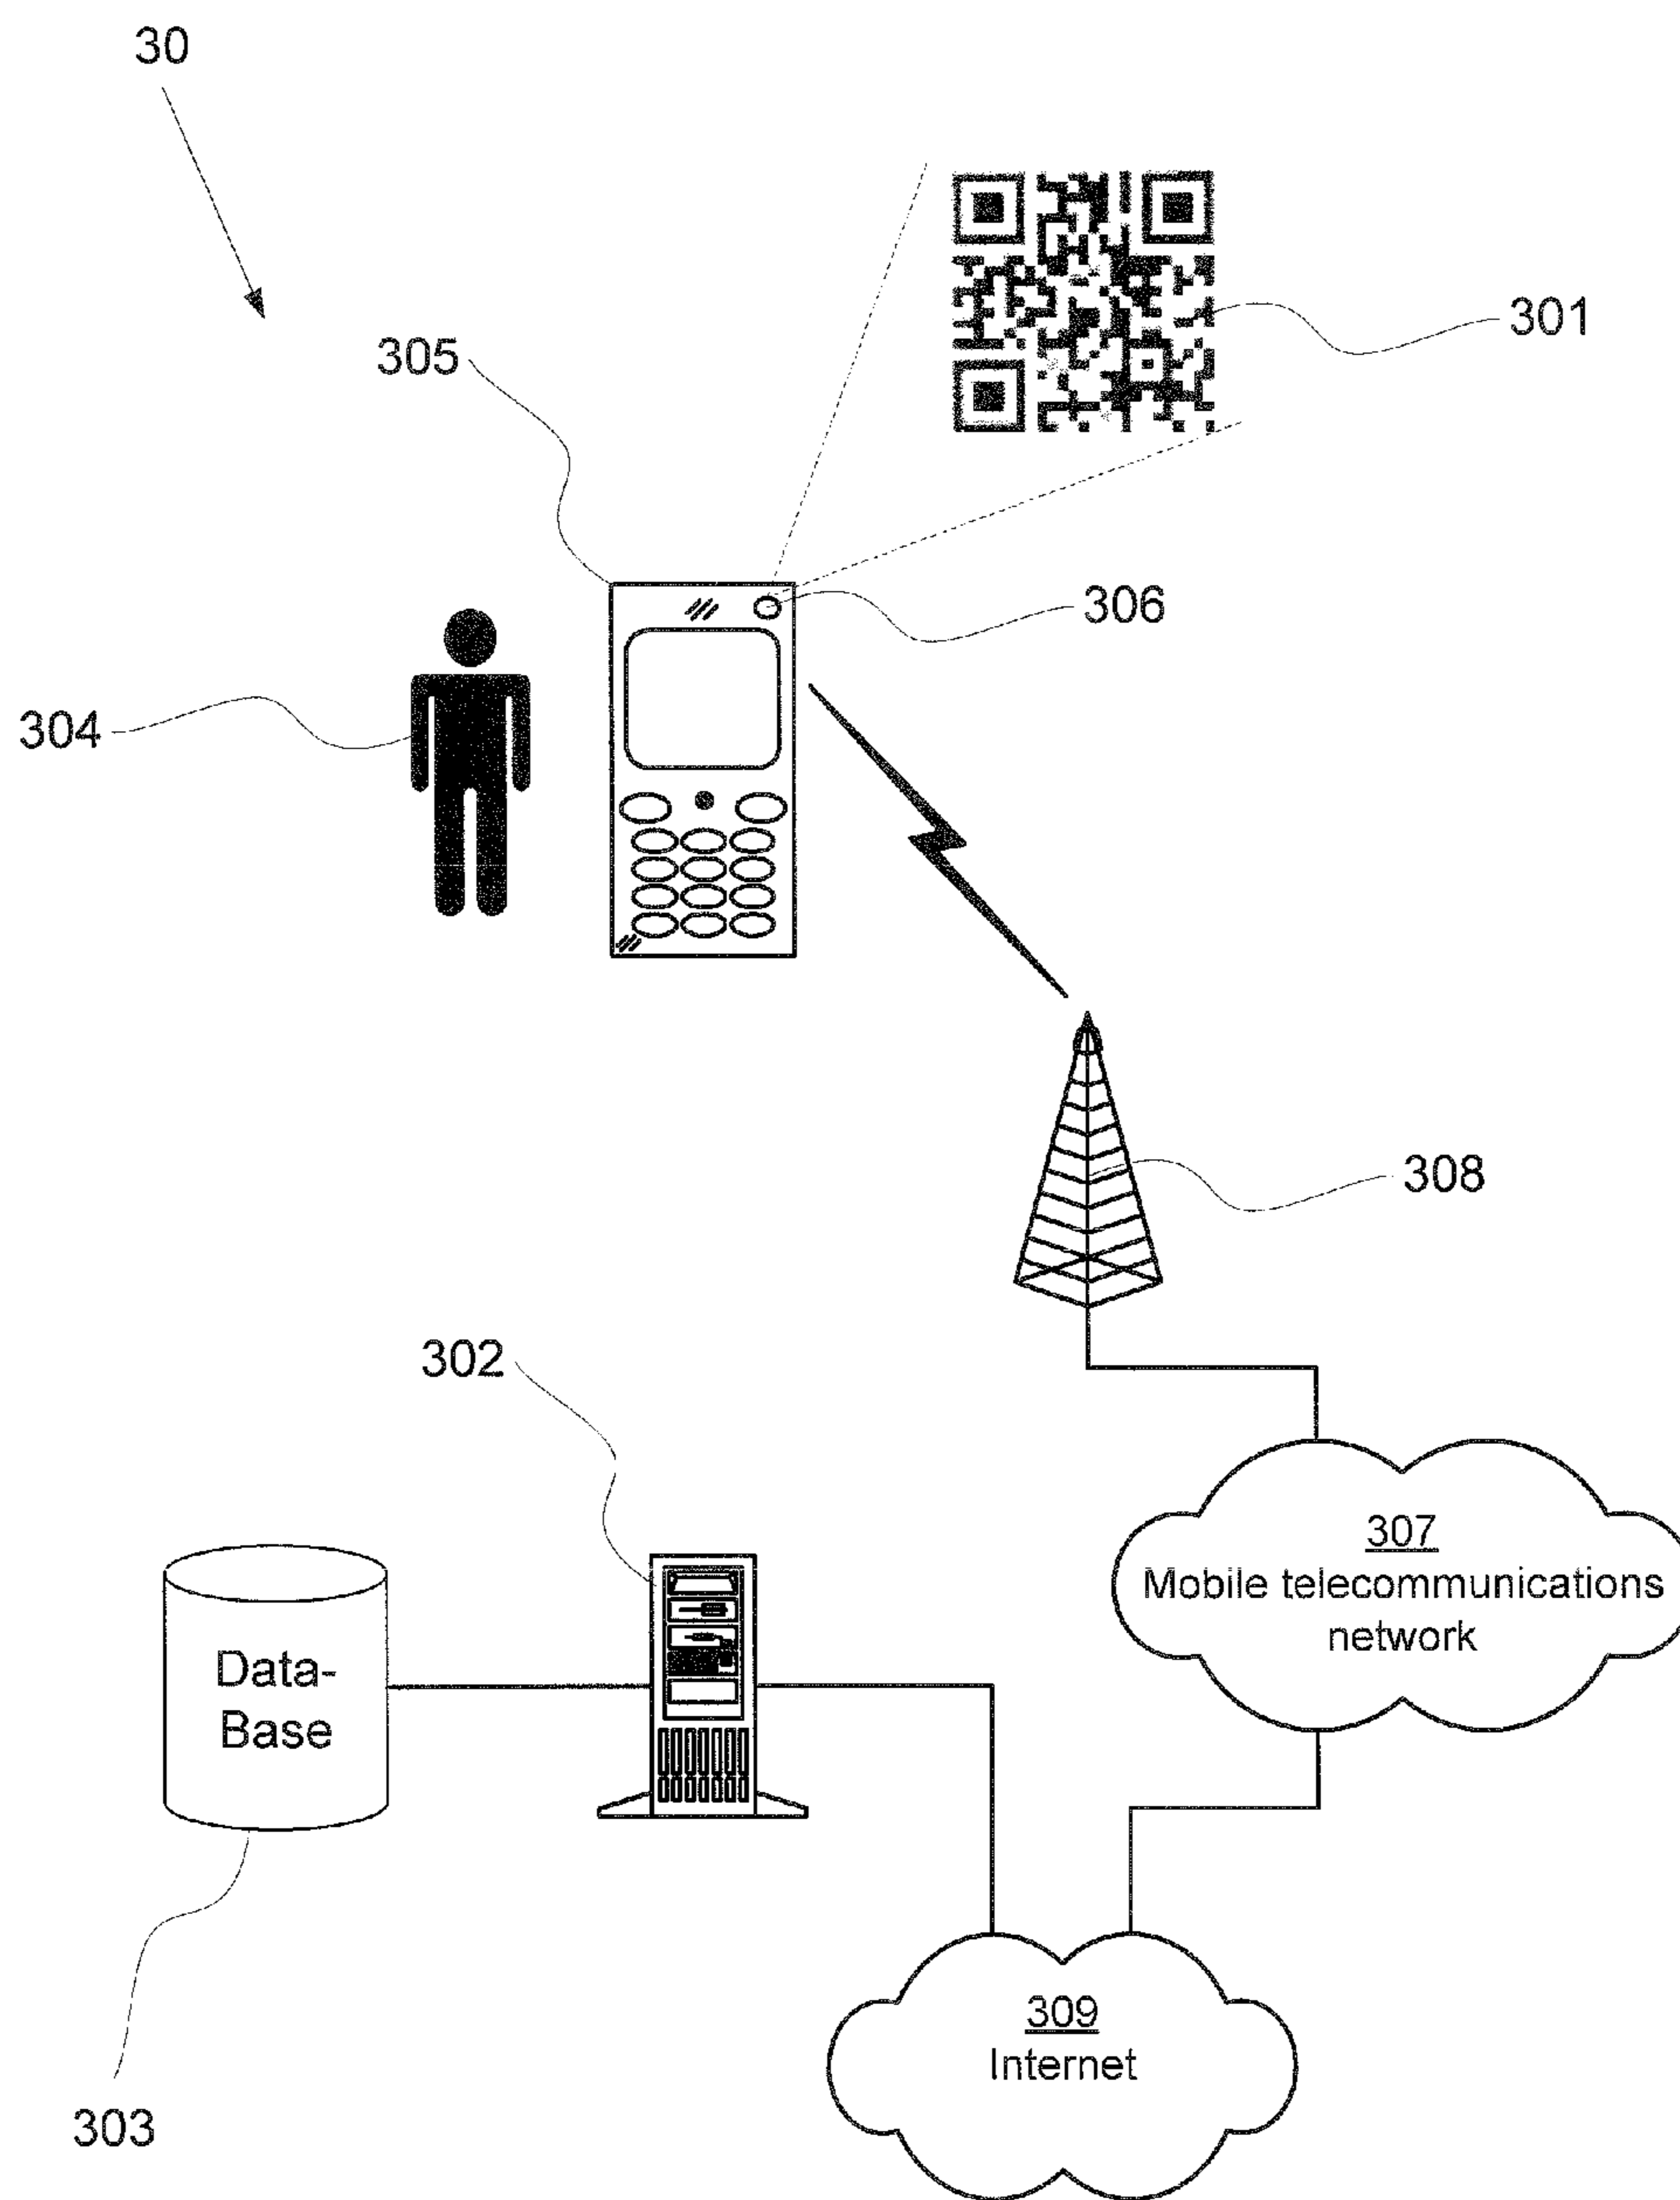 30
301
305
306
304
308
302
307
Mobile telecommunications
network
Data-
Base
309
Internet
303